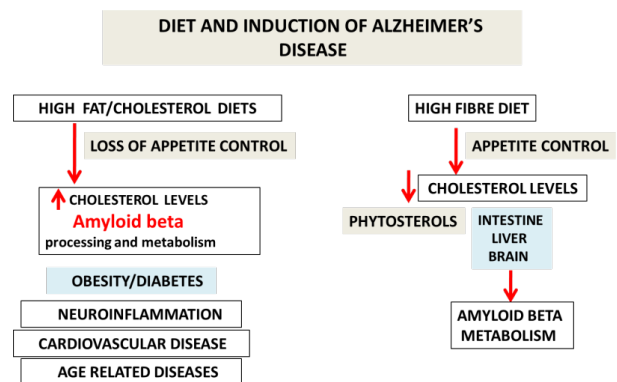 DIET AND INDUCTION OF ALZHEIMER'S
DISEASE
HIGH FAT/CHOLESTEROL DIETS
LOSS OF APPETITE CONTROL
CHOLESTEROL LEVELS
Amyloid beta
processing and metabolism
OBESITY/DIABETES
NEUROINFLAMMATION
CARDIOVASCULAR DISEASE
AGE RELATED DISEASES
HIGH FIBRE DIET
APPETITE CONTROL
CHOLESTEROL LEVELS
PHYTOSTEROLS
INTESTINE
LIVER
BRAIN
AMYLOID BETA
METABOLISM